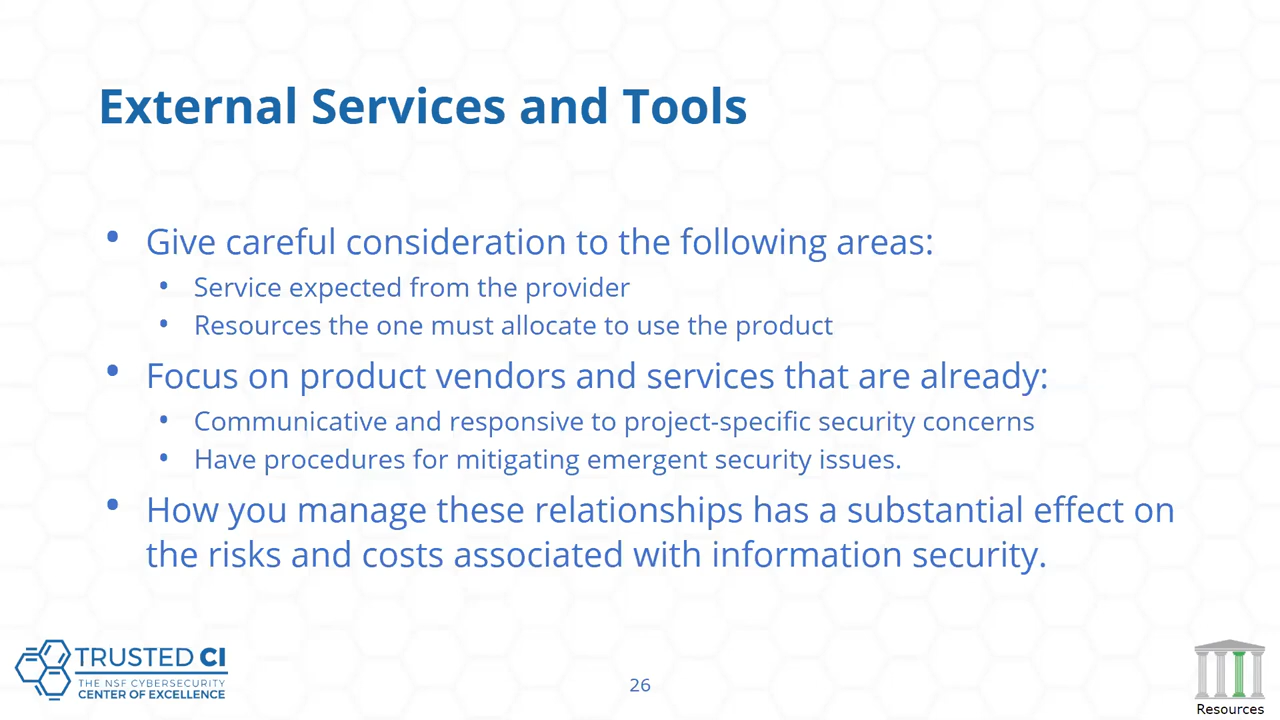 External Services and Tools
• Give careful consideration to the following areas:
• Service expected from the provider
• Resources the one must allocate to use the product
• Focus on product vendors and services that are already:
• Communicative and responsive to project-specific security concerns
• Have procedures for mitigating emergent security issues.
• How you manage these relationships has a substantial effect on
the risks and costs associated with information security.
TRUSTED CI
THE NSF CYBERSECURITY
CENTER OF EXCELLENCE
26
Resources